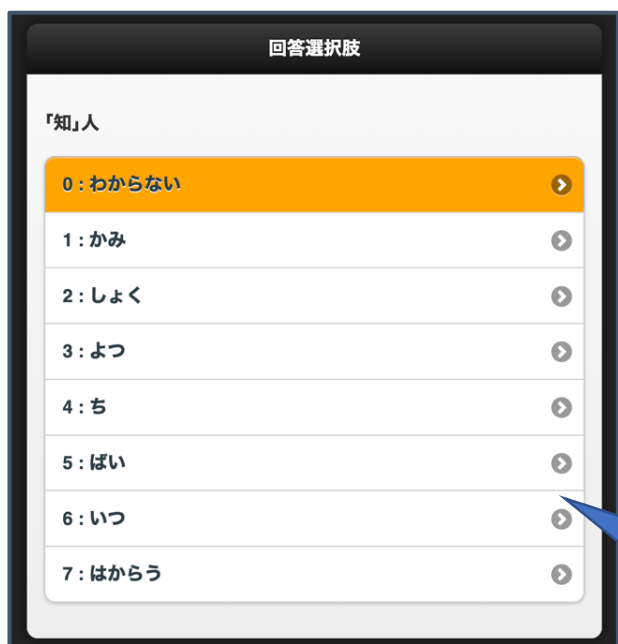 回答選択肢
「知」人
0 : わからない
1 : かみ
2 : しょく
3 : よつ
4 : ち
5 : ばい
6 : いつ
7 : はからう